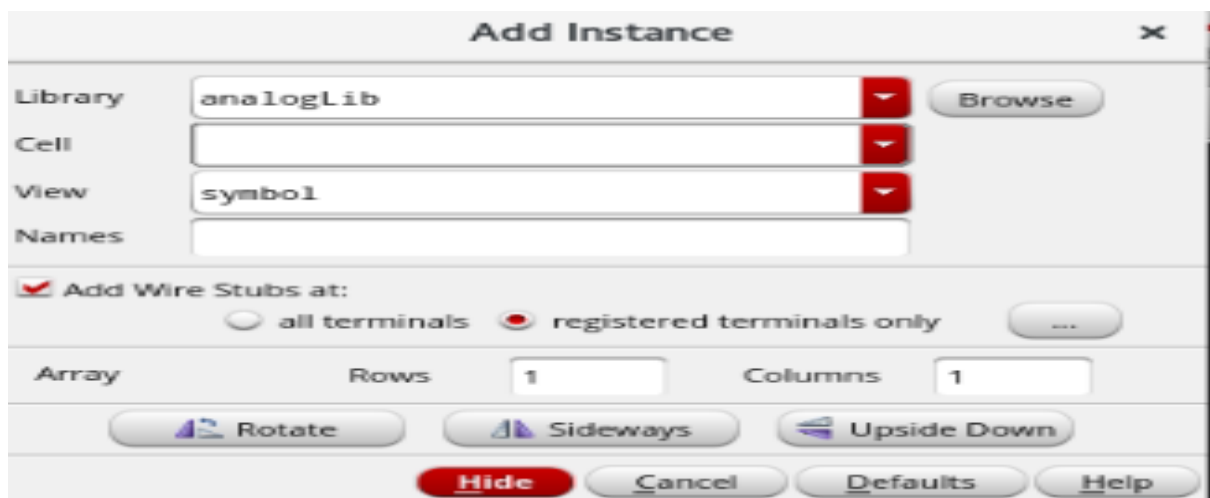 Add Instance ×
Library analogLib Browse
Cell
View symbol
Names
Add Wire Stubs at:
all terminals registered terminals only ...
Array Rows 1 Columns 1
Rotate Sideways Upside Down
Hide Cancel Defaults Help